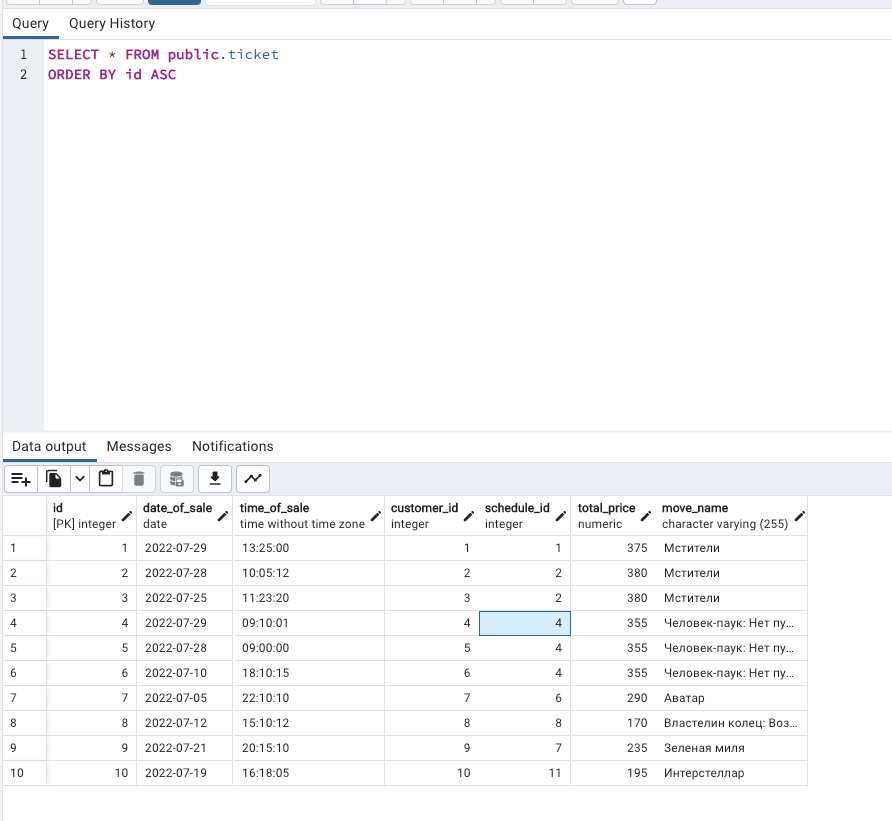 Query Query History
1 SELECT * FROM public.ticket
2 ORDER BY id ASC
Data output Messages Notifications
id date_of_sale time_of_sale customer_id schedule_id total_price move_name
[PK] integer date time without time zone integer integer numeric character varying (255)
1 1 2022-07-29 13:25:00 1 1 375 Мстители
2 2 2022-07-28 10:05:12 2 2 380 Мстители
3 3 2022-07-25 11:23:20 3 2 380 Мстители
4 4 2022-07-29 09:10:01 4 4 355 Человек-паук: Нет пу...
5 5 2022-07-28 09:00:00 5 4 355 Человек-паук: Нет пу...
6 6 2022-07-10 18:10:15 6 4 355 Человек-паук: Нет пу...
7 7 2022-07-05 22:10:10 7 6 290 Аватар
8 8 2022-07-12 15:10:12 8 8 170 Властелин колец: Воз...
9 9 2022-07-21 20:15:10 9 7 235 Зеленая миля
10 10 2022-07-19 16:18:05 10 11 195 Интерстеллар